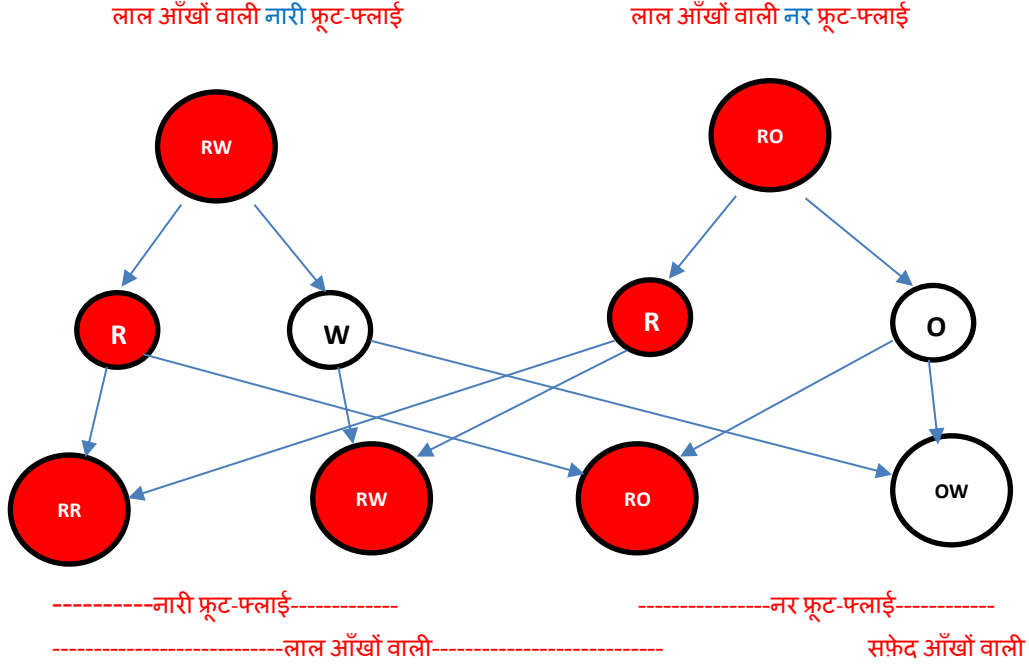 लाल आँखों वाली नारी फ्रूट-फ्लाई लाल आँखों वाली नर फ्रूट-फ्लाई
RW RO
R W R O
RR RW RO OW
----------नारी फ्रूट-फ्लाई------------- ----------------नर फ्रूट-फ्लाई------------
----------------------------लाल आँखों वाली---------------------------- सफ़ेद आँखों वाली